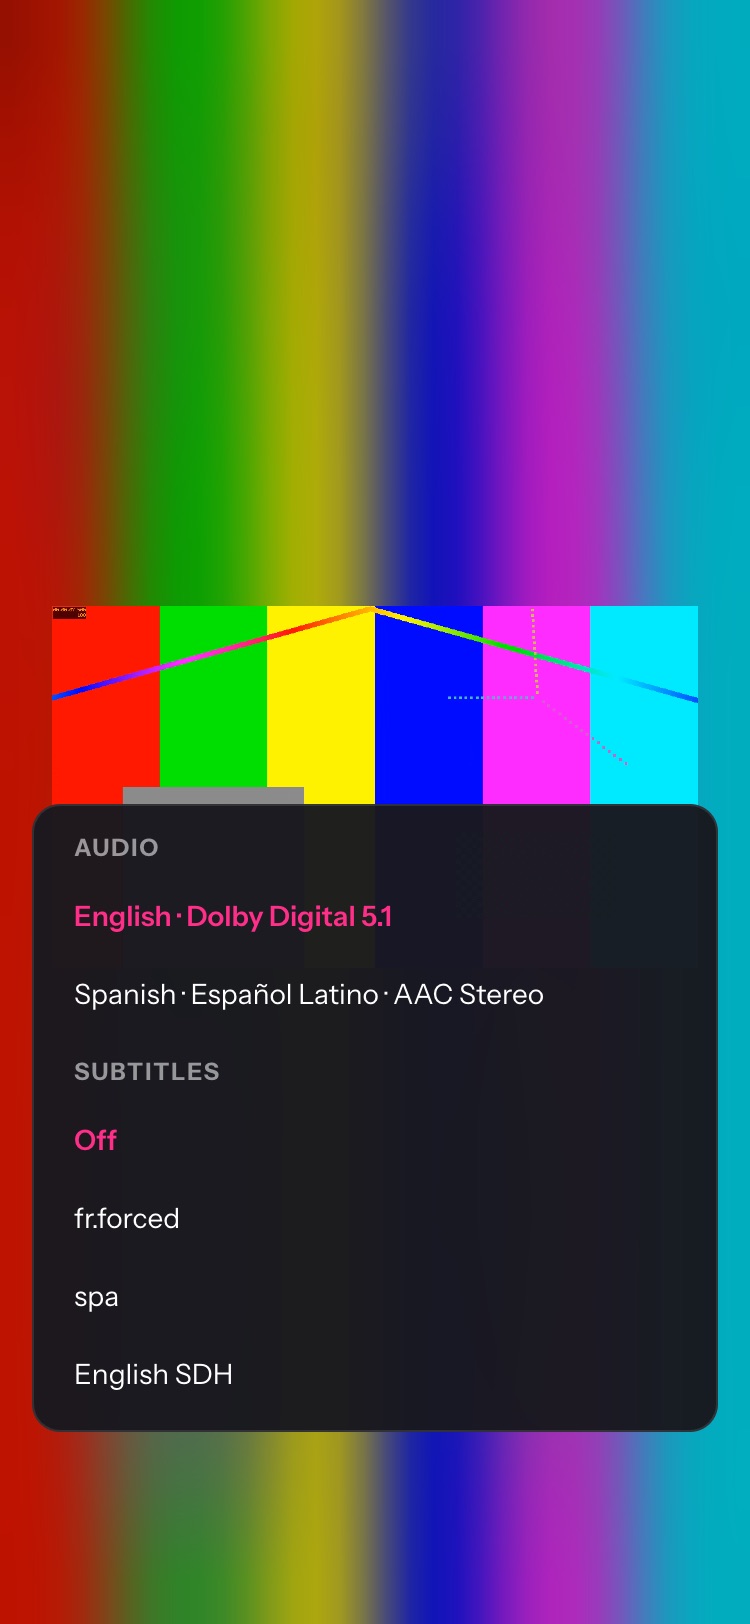 AUDIO
English · Dolby Digital 5.1
Spanish · Español Latino · AAC Stereo
SUBTITLES
Off
fr.forced
spa
English SDH